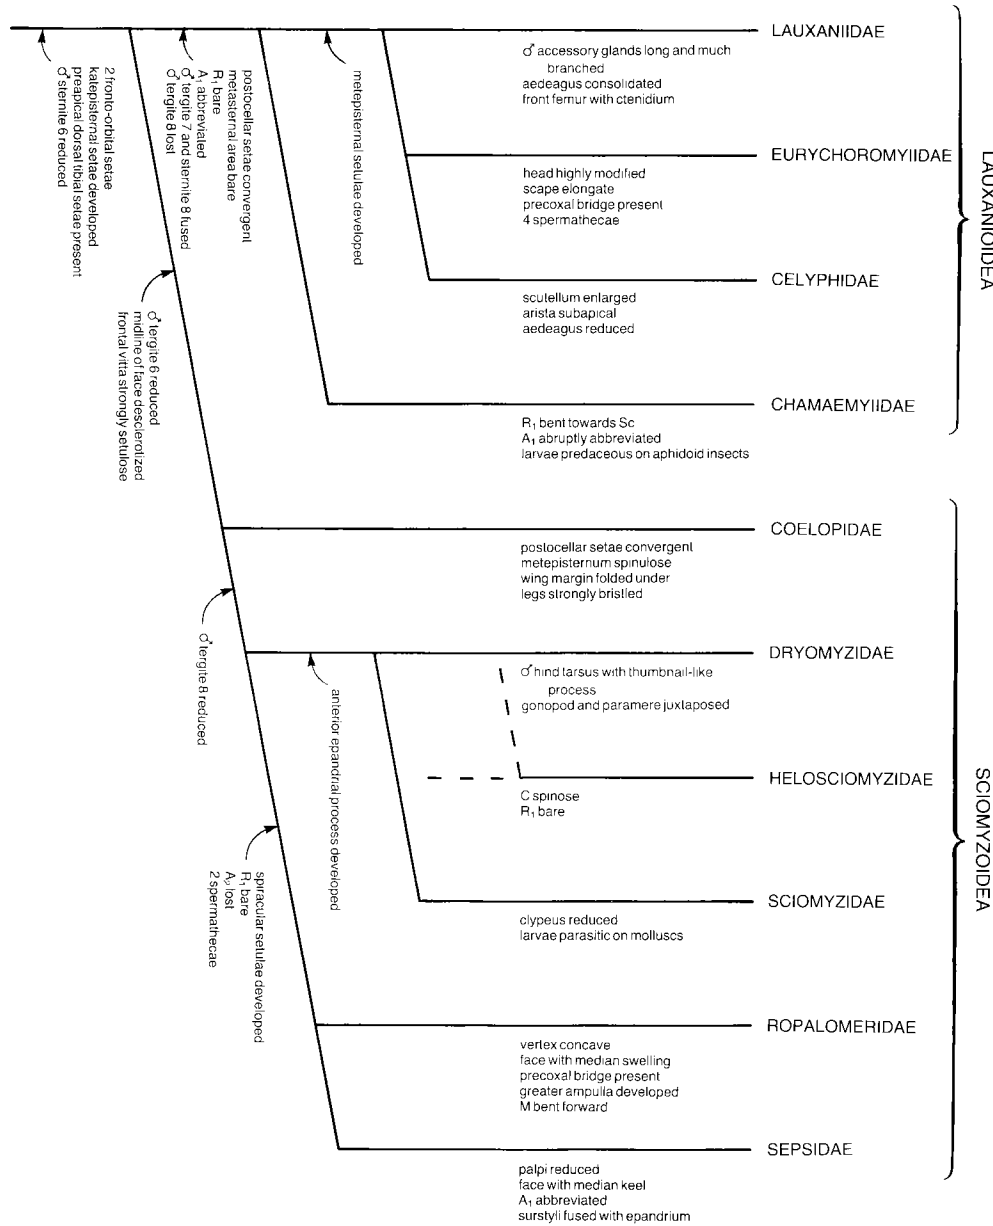 LAUXANIIDAE
♂ accessory glands long and much
branched
aedeagus consolidated
front femur with ctenidium
EURYCHOROMYIIDAE
head highly modified
scape elongate
precoxal bridge present
4 spermathecae
CELYPHIDAE
scutellum enlarged
arista subapical
aedeagus reduced
CHAMAEMYIIDAE
R₁ bent towards Sc
A₁ abruptly abbreviated
larvae predaceous on aphidoid insects
LAUXANIOIDEA
2 fronto-orbital setae
katepisternal setae developed
preapical dorsal tibial setae present
♂ sternite 6 reduced
postocellar setae convergent
metasternal area bare
R₁ bare
A₁ abbreviated
♂ tergite 7 and sternite 8 fused
♂ tergite 8 lost
metepisternal setulae developed
♂ tergite 6 reduced
midline of face desclerotized
frontal vitta strongly setulose
COELOPIDAE
postocellar setae convergent
metepisternum spinulose
wing margin folded under
legs strongly bristled
♂ tergite 8 reduced
DRYOMYZIDAE
♂ hind tarsus with thumbnail-like
process
gonopod and paramere juxtaposed
anterior epandrial process developed
HELOSCIOMYZIDAE
C spinose
R₁ bare
SCIOMYZIDAE
clypeus reduced
larvae parasitic on molluscs
spiracular setulae developed
R₁ bare
A₂ lost
2 spermathecae
ROPALOMERIDAE
vertex concave
face with median swelling
precoxal bridge present
greater ampulla developed
M bent forward
SEPSIDAE
palpi reduced
face with median keel
A₁ abbreviated
surstyli fused with epandrium
SCIOMYZOIDEA